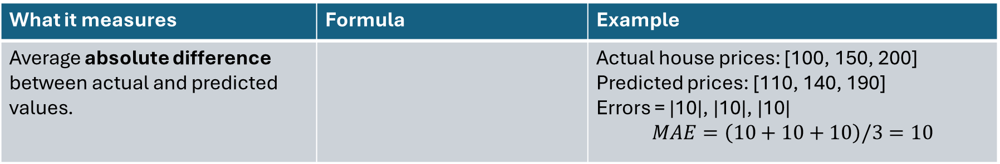 What it measures
Formula
Example
Average absolute difference
between actual and predicted
values.
Actual house prices: [100, 150, 200]
Predicted prices: [110, 140, 190]
Errors = |10|, |10|, |10|
MAE = (10 + 10 + 10)/3 = 10